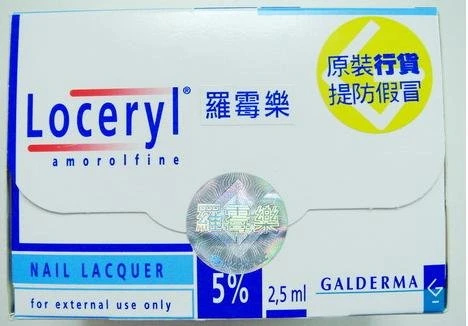 原裝行貨
提防假冒
Loceryl®
羅霉樂
amorolfine
羅霉樂
NAIL LACQUER
for external use only
5%
2,5 ml
GALDERMA